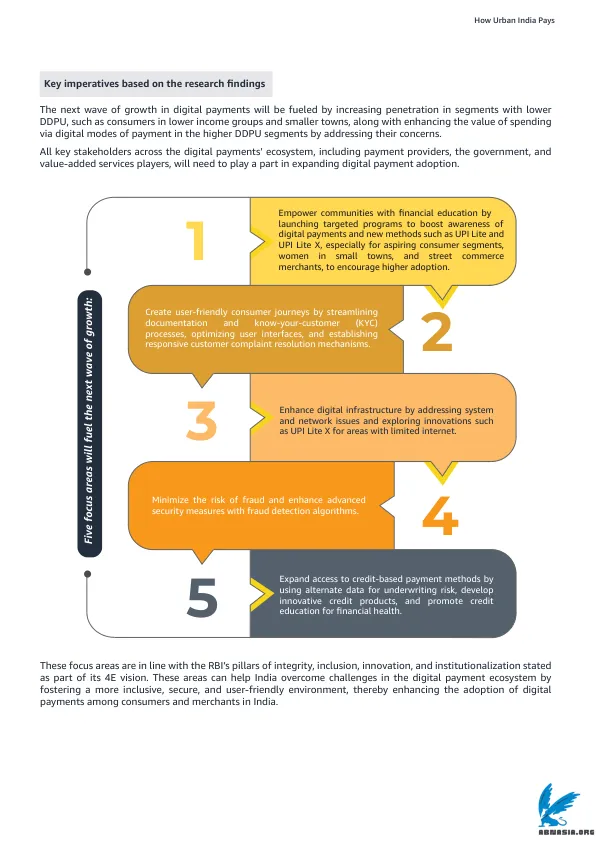 How Urban India Pays
Key imperatives based on the research findings
The next wave of growth in digital payments will be fueled by increasing penetration in segments with lower
DDPU, such as consumers in lower income groups and smaller towns, along with enhancing the value of spending
via digital modes of payment in the higher DDPU segments by addressing their concerns.
All key stakeholders across the digital payments' ecosystem, including payment providers, the government, and
value-added services players, will need to play a part in expanding digital payment adoption.
Five focus areas will fuel the next wave of growth:
1
Empower communities with financial education by
launching targeted programs to boost awareness of
digital payments and new methods such as UPI Lite and
UPI Lite X, especially for aspiring consumer segments,
women in small towns, and street commerce
merchants, to encourage higher adoption.
2
Create user-friendly consumer journeys by streamlining
documentation and know-your-customer (KYC)
processes, optimizing user interfaces, and establishing
responsive customer complaint resolution mechanisms.
3
Enhance digital infrastructure by addressing system
and network issues and exploring innovations such
as UPI Lite X for areas with limited internet.
4
Minimize the risk of fraud and enhance advanced
security measures with fraud detection algorithms.
5
Expand access to credit-based payment methods by
using alternate data for underwriting risk, develop
innovative credit products, and promote credit
education for financial health.
These focus areas are in line with the RBI's pillars of integrity, inclusion, innovation, and institutionalization stated
as part of its 4E vision. These areas can help India overcome challenges in the digital payment ecosystem by
fostering a more inclusive, secure, and user-friendly environment, thereby enhancing the adoption of digital
payments among consumers and merchants in India.
ABNASIA.ORG